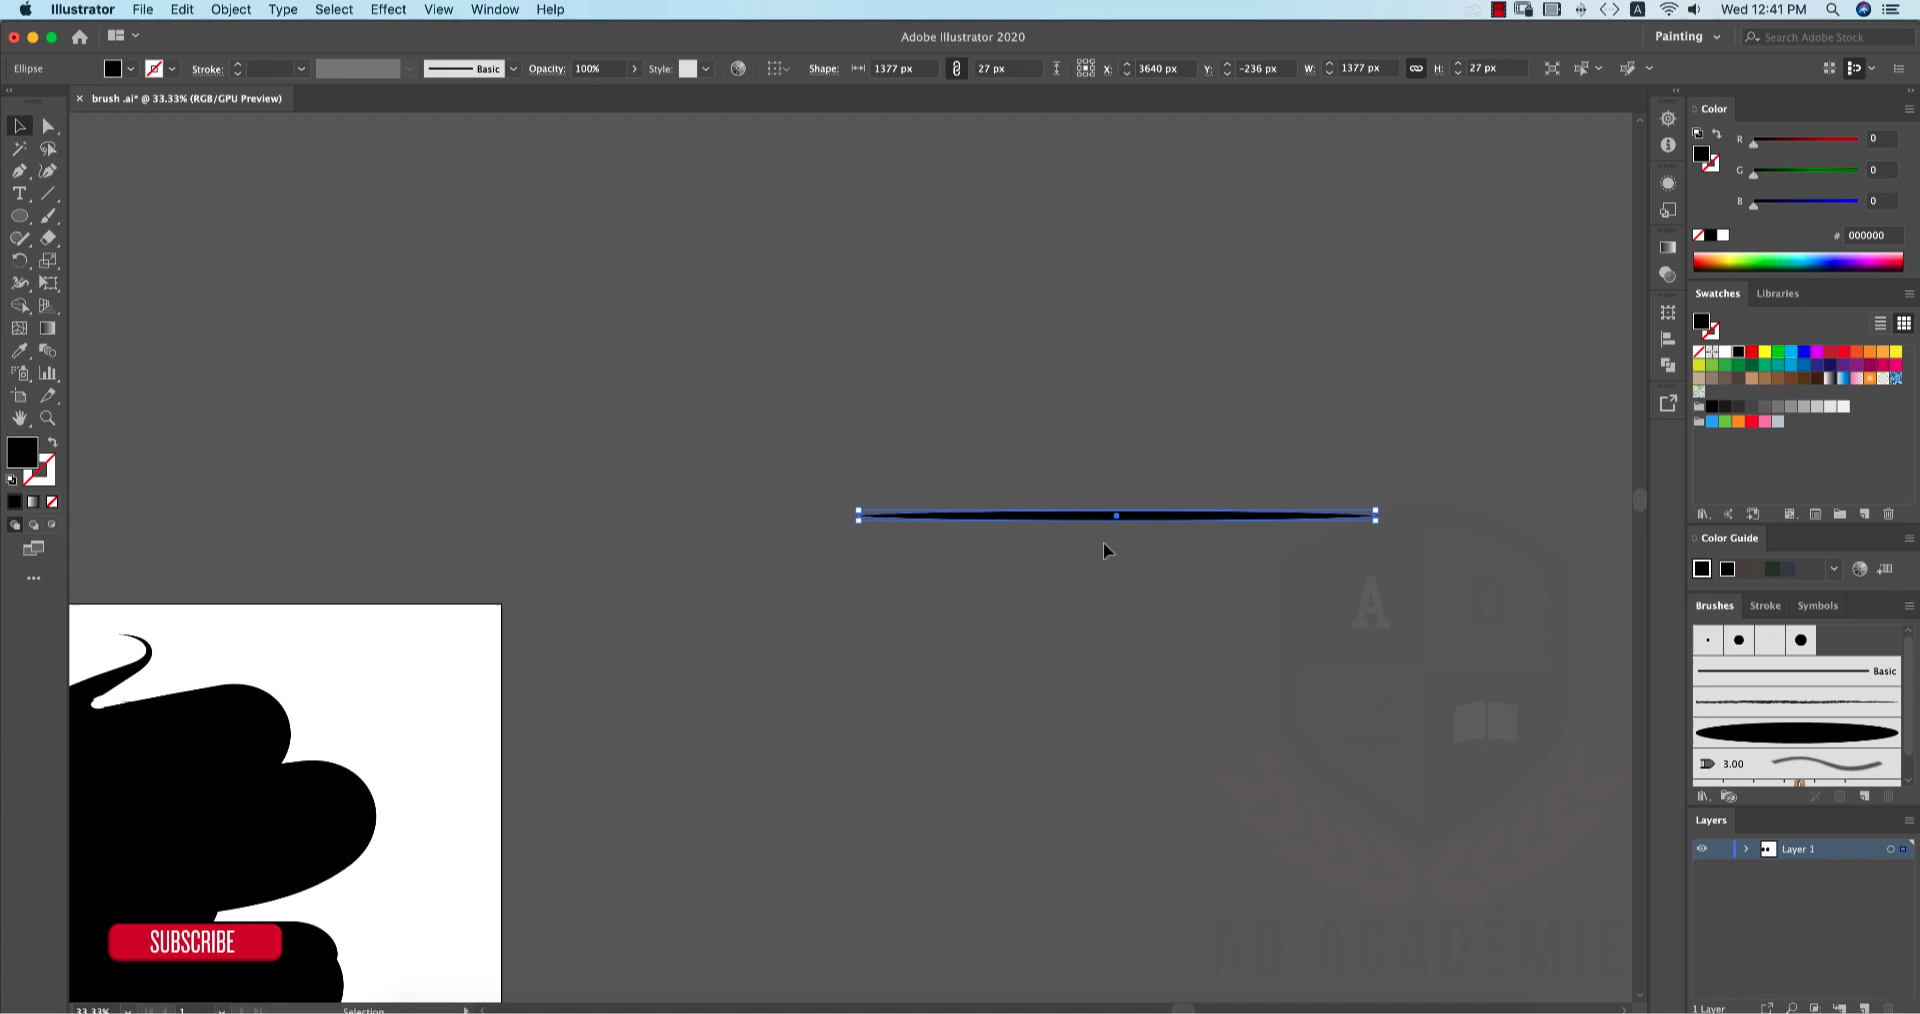 Illustrator File Edit Object Type Select Effect View Window Help
A Wed 12:41 PM
Adobe Illustrator 2020
Painting
Search Adobe Stock
Ellipse Stroke: Basic Opacity: 100% Style: Shape: 1377 px 27 px X: 3640 px Y: -236 px W: 1377 px H: 27 px
× brush .ai* @ 33.33% (RGB/GPU Preview)
Color
R 0
G 0
B 0
# 000000
Swatches Libraries
Color Guide
Brushes Stroke Symbols
Basic
3.00
Layers
Layer 1
1 Layer
A D
AD ACADEMIE
SUBSCRIBE
33.33% 1 Selection